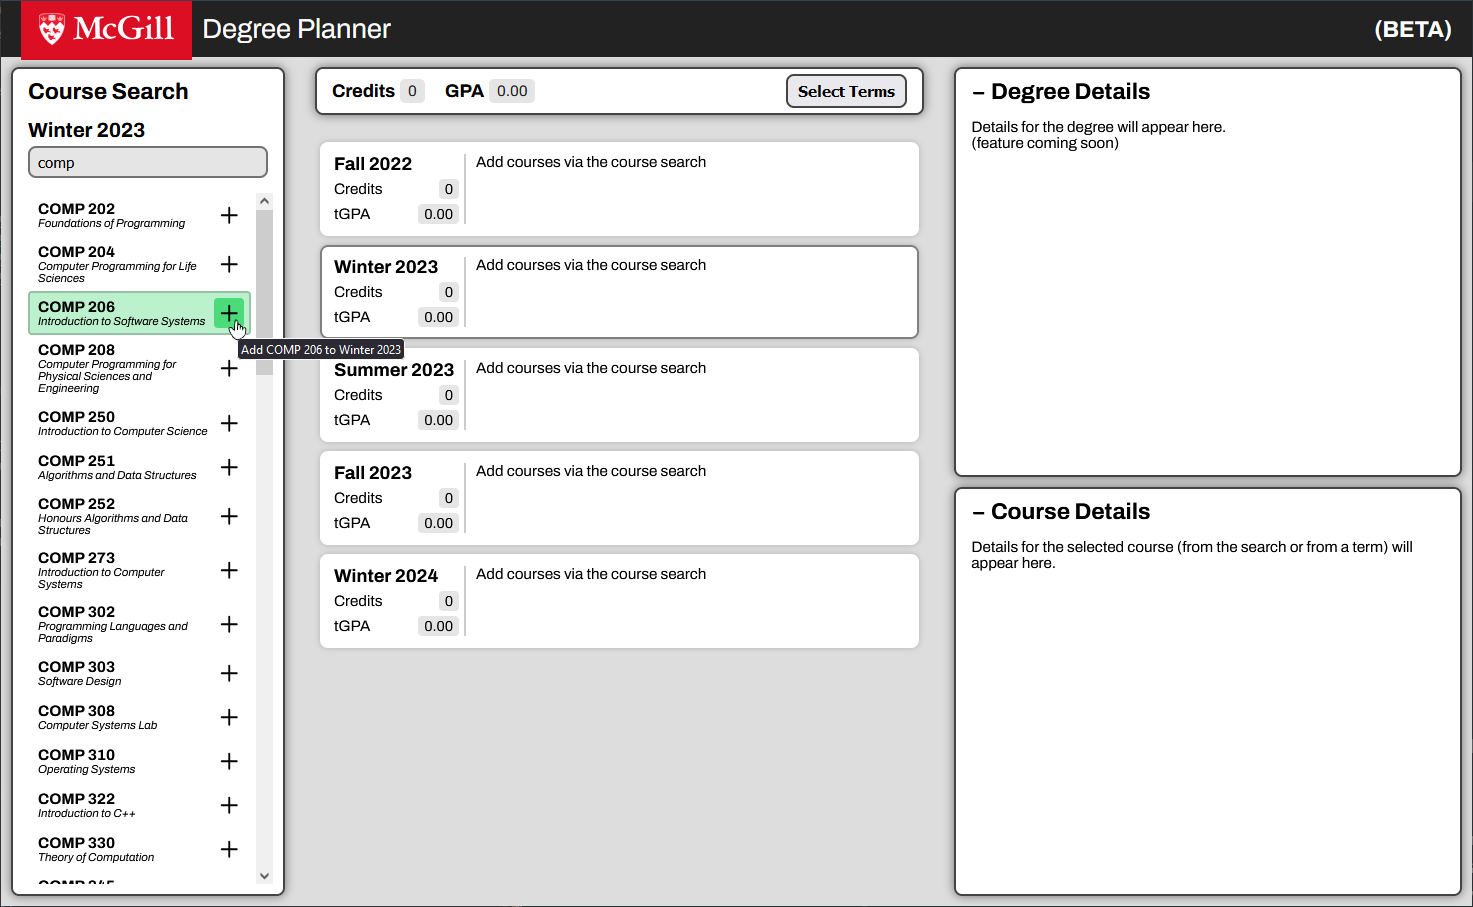 McGill
Degree Planner
(BETA)
Course Search
Winter 2023
comp
COMP 202
Foundations of Programming
COMP 204
Computer Programming for Life
Sciences
COMP 206
Introduction to Software Systems
Add COMP 206 to Winter 2023
COMP 208
Computer Programming for
Physical Sciences and
Engineering
COMP 250
Introduction to Computer Science
COMP 251
Algorithms and Data Structures
COMP 252
Honours Algorithms and Data
Structures
COMP 273
Introduction to Computer
Systems
COMP 302
Programming Languages and
Paradigms
COMP 303
Software Design
COMP 308
Computer Systems Lab
COMP 310
Operating Systems
COMP 322
Introduction to C++
COMP 330
Theory of Computation
Credits 0 GPA 0.00 Select Terms
Fall 2022
Credits 0
tGPA 0.00
Add courses via the course search
Winter 2023
Credits 0
tGPA 0.00
Add courses via the course search
Summer 2023
Credits 0
tGPA 0.00
Add courses via the course search
Fall 2023
Credits 0
tGPA 0.00
Add courses via the course search
Winter 2024
Credits 0
tGPA 0.00
Add courses via the course search
– Degree Details
Details for the degree will appear here.
(feature coming soon)
– Course Details
Details for the selected course (from the search or from a term) will
appear here.